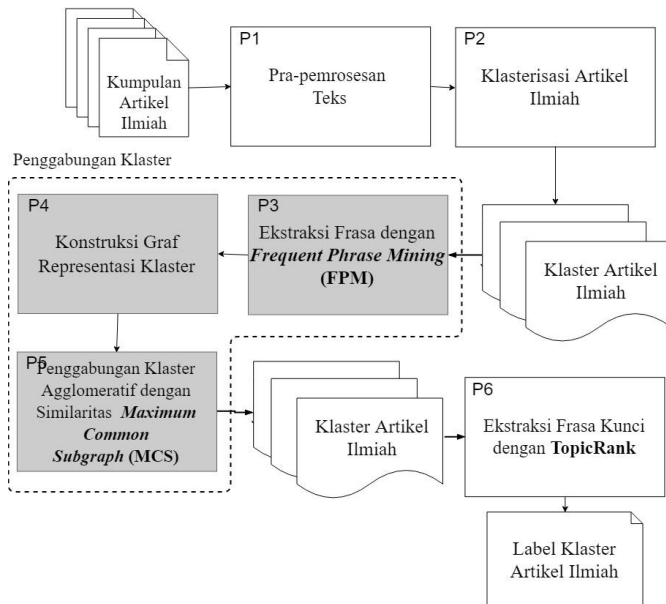 P1
P2
Kumpulan
Artikel
Ilmiah
Pra-pemrosesan
Teks
Klasterisasi Artikel
Ilmiah
Penggabungan Klaster
P4
Konstruksi Graf
Representasi Klaster
P3
Ekstraksi Frasa dengan
Frequent Phrase Mining
(FPM)
Klaster Artikel
Ilmiah
P5
Penggabungan Klaster
Agglomeratif dengan
Similaritas Maximum
Common
Subgraph (MCS)
Klaster Artikel
Ilmiah
P6
Ekstraksi Frasa Kunci
dengan TopicRank
Label Klaster
Artikel Ilmiah